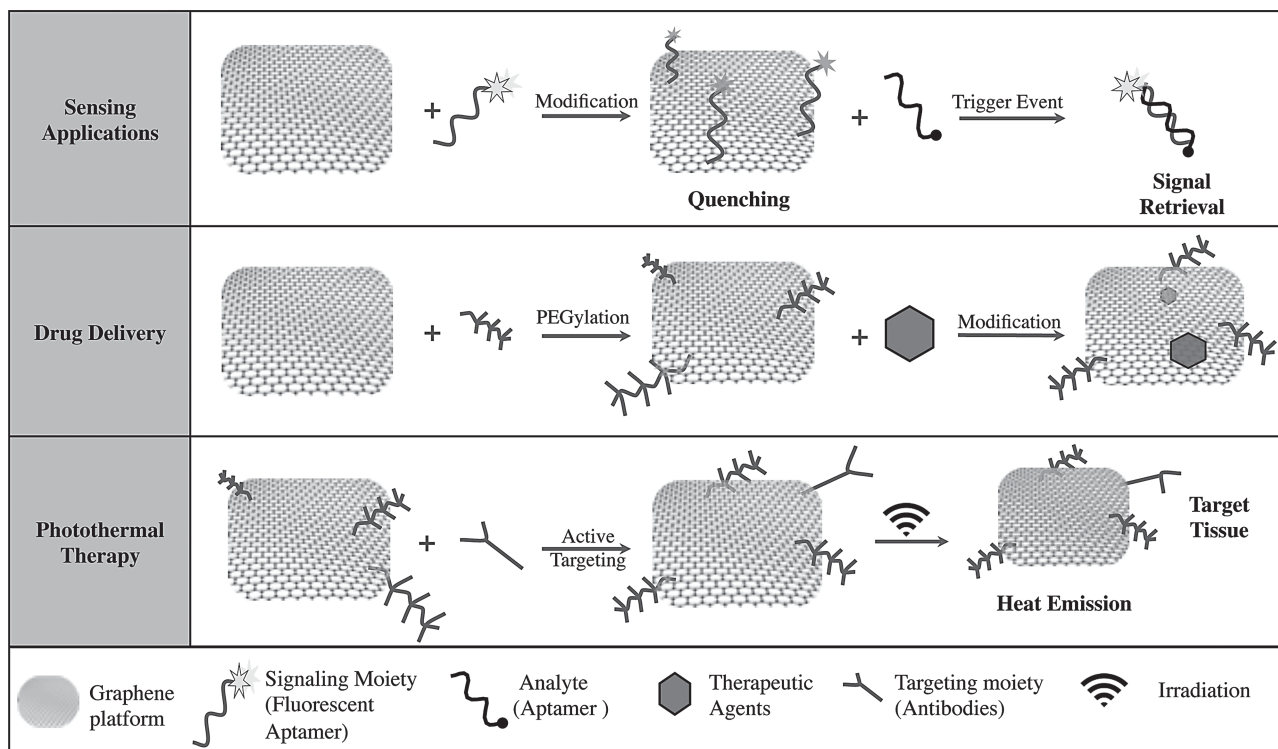 Sensing
Applications
+
Modification
Quenching
+
Trigger Event
Signal
Retrieval
Drug Delivery
+
PEGylation
+
Modification
Photothermal
Therapy
+
Active
Targeting
Heat Emission
Target
Tissue
Graphene
platform
Signaling Moiety
(Fluorescent
Aptamer)
Analyte
(Aptamer )
Therapeutic
Agents
Targeting moiety
(Antibodies)
Irradiation